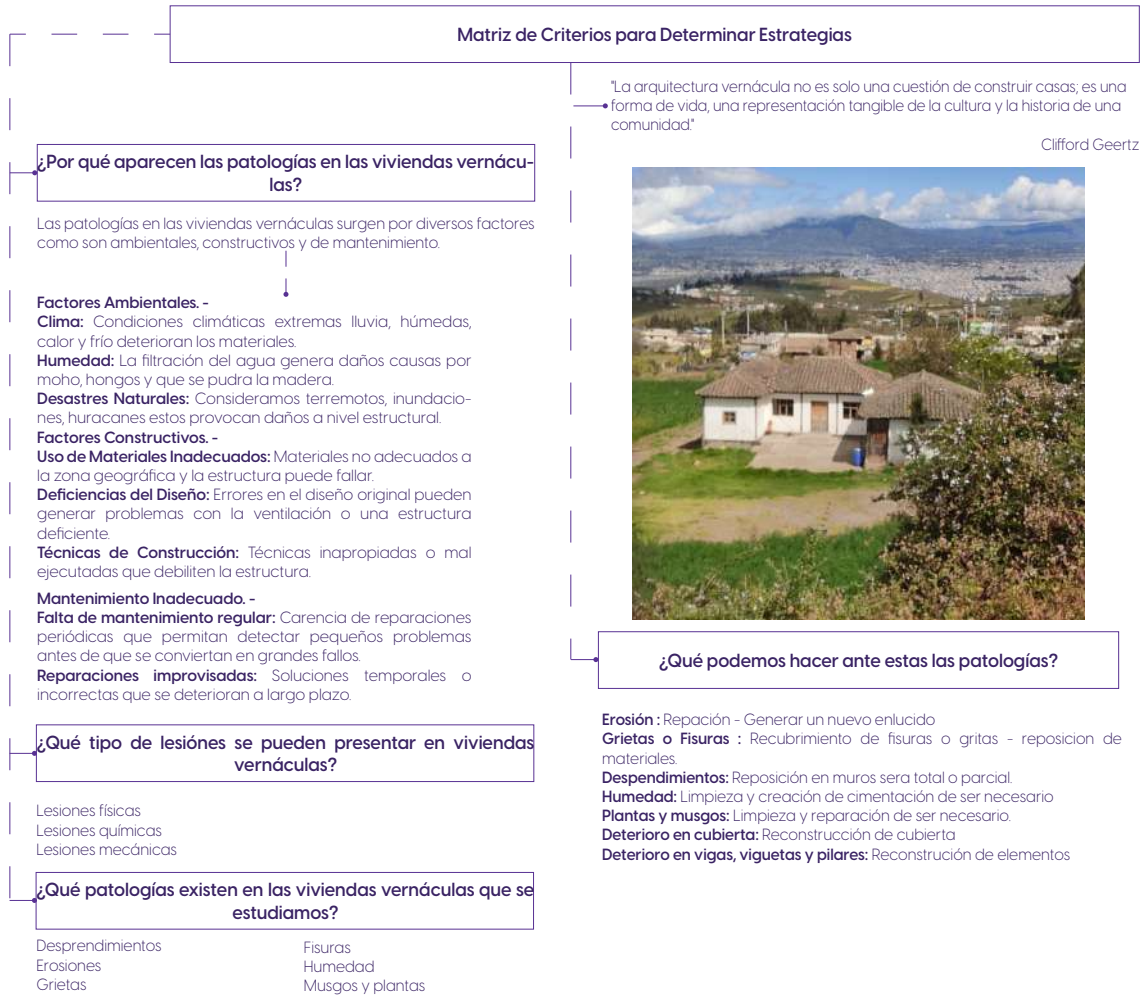 Matriz de Criterios para Determinar Estrategias
"La arquitectura vernácula no es solo una cuestión de construir casas; es una
forma de vida, una representación tangible de la cultura y la historia de una
comunidad."
Clifford Geertz
¿Por qué aparecen las patologías en las viviendas vernácu-
las?
Las patologías en las viviendas vernáculas surgen por diversos factores
como son ambientales, constructivos y de mantenimiento.
Factores Ambientales. -
Clima: Condiciones climáticas extremas lluvia, húmedas,
calor y frío deterioran los materiales.
Humedad: La filtración del agua genera daños causas por
moho, hongos y que se pudra la madera.
Desastres Naturales: Consideramos terremotos, inundacio-
nes, huracanes estos provocan daños a nivel estructural.
Factores Constructivos. -
Uso de Materiales Inadecuados: Materiales no adecuados a
la zona geográfica y la estructura puede fallar.
Deficiencias del Diseño: Errores en el diseño original pueden
generar problemas con la ventilación o una estructura
deficiente.
Técnicas de Construcción: Técnicas inapropiadas o mal
ejecutadas que debiliten la estructura.
Mantenimiento Inadecuado. -
Falta de mantenimiento regular: Carencia de reparaciones
periódicas que permitan detectar pequeños problemas
antes de que se conviertan en grandes fallos.
Reparaciones improvisadas: Soluciones temporales o
incorrectas que se deterioran a largo plazo.
¿Qué tipo de lesiónes se pueden presentar en viviendas
vernáculas?
Lesiones físicas
Lesiones químicas
Lesiones mecánicas
¿Qué patologías existen en las viviendas vernáculas que se
estudiamos?
Desprendimientos
Erosiones
Grietas
Fisuras
Humedad
Musgos y plantas
¿Qué podemos hacer ante estas las patologías?
Erosión : Repación - Generar un nuevo enlucido
Grietas o Fisuras : Recubrimiento de fisuras o gritas - reposicion de
materiales.
Despendimientos: Reposición en muros sera total o parcial.
Humedad: Limpieza y creación de cimentación de ser necesario
Plantas y musgos: Limpieza y reparación de ser necesario.
Deterioro en cubierta: Reconstrucción de cubierta
Deterioro en vigas, viguetas y pilares: Reconstrución de elementos